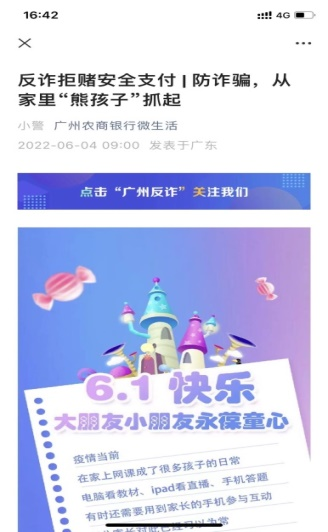 16:42
4G
反诈拒赌安全支付 | 防诈骗，从
家里“熊孩子”抓起
小警 广州农商银行微生活
2022-06-04 09:00 发表于广东
点击“广州反诈”关注我们
6.1 快乐
大朋友小朋友永葆童心
疫情当前
在家上网课成了很多孩子的日常
电脑看教材、ipad看直播、手机答题
有时还需要用到家长的手机参与互动